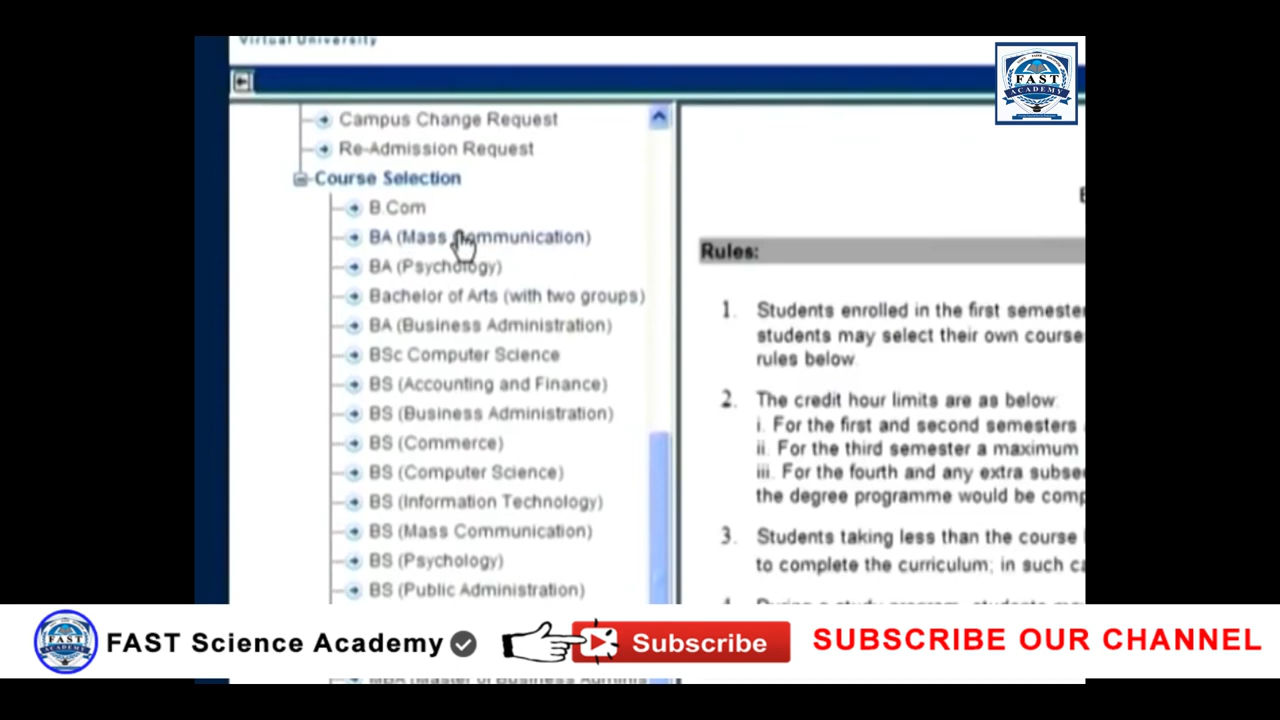 Virtual University
FAST
ACADEMY
Campus Change Request
Re-Admission Request
Course Selection
B.Com
BA (Mass Communication)
BA (Psychology)
Bachelor of Arts (with two groups)
BA (Business Administration)
BSc Computer Science
BS (Accounting and Finance)
BS (Business Administration)
BS (Commerce)
BS (Computer Science)
BS (Information Technology)
BS (Mass Communication)
BS (Psychology)
BS (Public Administration)
Rules:
1. Students enrolled in the first semester
students may select their own course
rules below.
2. The credit hour limits are as below:
i. For the first and second semesters
ii. For the third semester a maximum
iii. For the fourth and any extra subse
the degree programme would be comp
3. Students taking less than the course
to complete the curriculum; in such ca
FAST
ACADEMY
FAST Science Academy
Subscribe
SUBSCRIBE OUR CHANNEL